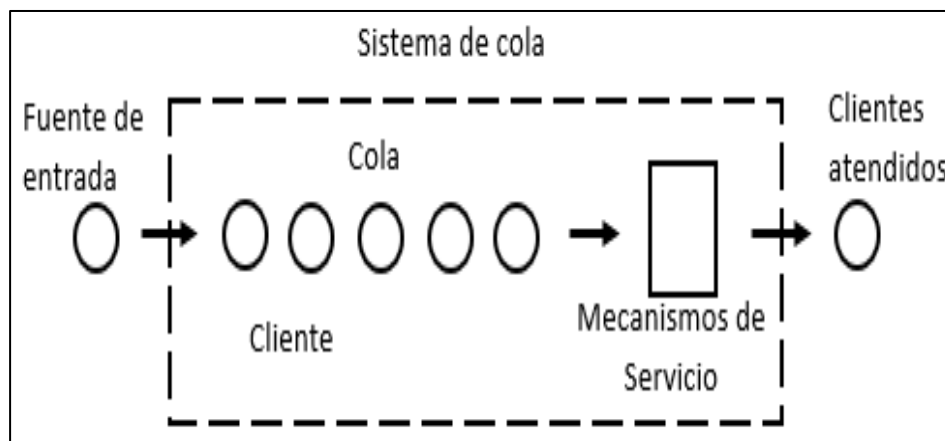 Sistema de cola
Fuente de
entrada
Cola
Clientes
atendidos
Cliente
Mecanismos de
Servicio